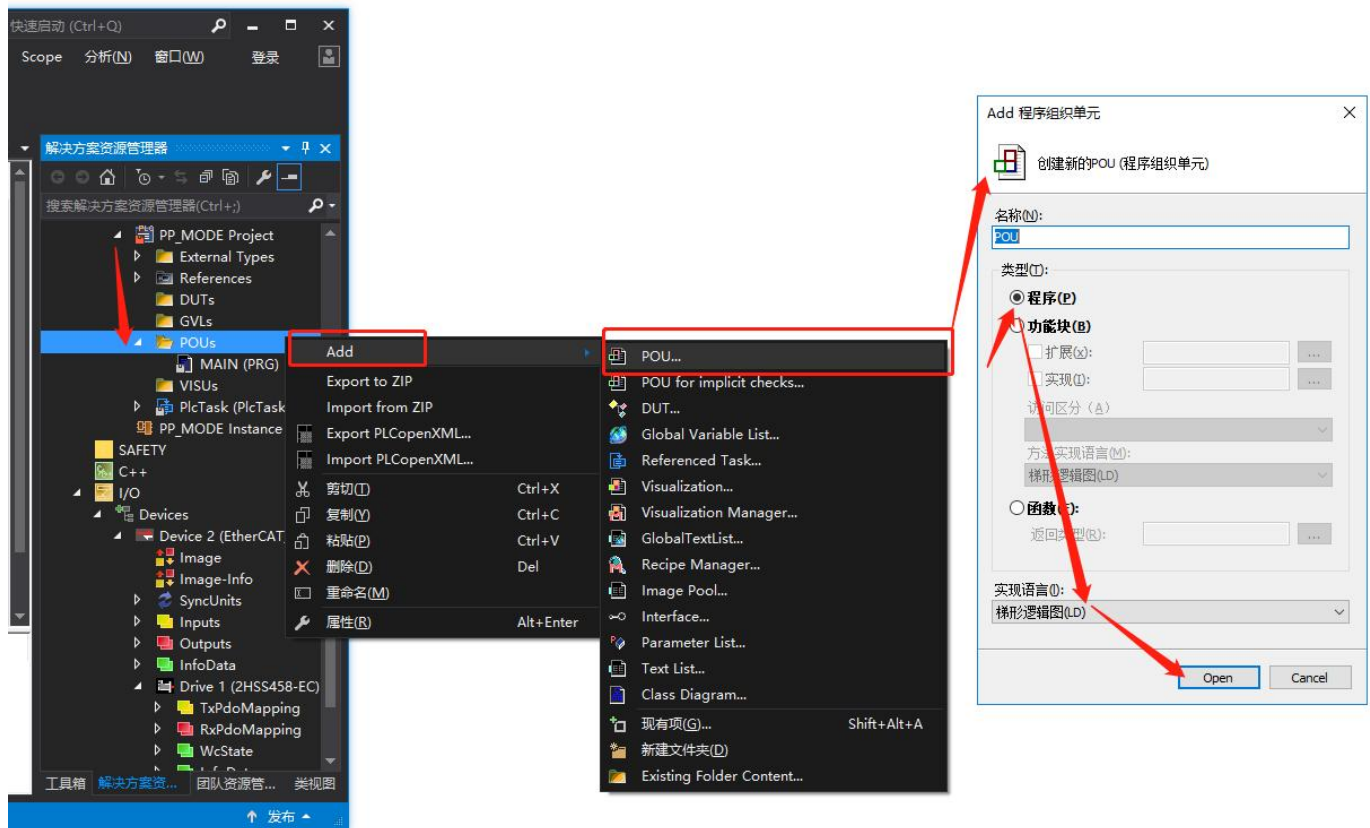 快速启动 (Ctrl+Q)
Scope 分析(N) 窗口(W) 登录
解决方案资源管理器
搜索解决方案资源管理器(Ctrl+;)
PP_MODE Project
External Types
References
DUTs
GVLs
POUs
MAIN (PRG)
VISUs
PlcTask (PlcTask
PP_MODE Instance
SAFETY
C++
I/O
Devices
Device 2 (EtherCAT
Image
Image-Info
SyncUnits
Inputs
Outputs
InfoData
Drive 1 (2HSS458-EC)
TxPdoMapping
RxPdoMapping
WcState
工具箱 解决方案资... 团队资源管... 类视图
发布
Add
Export to ZIP
Import from ZIP
Export PLCopenXML...
Import PLCopenXML...
剪切(T) Ctrl+X
复制(Y) Ctrl+C
粘贴(P) Ctrl+V
删除(D) Del
重命名(M)
属性(R) Alt+Enter
POU...
POU for implicit checks...
DUT...
Global Variable List...
Referenced Task...
Visualization...
Visualization Manager...
GlobalTextList...
Recipe Manager...
Image Pool...
Interface...
Parameter List...
Text List...
Class Diagram...
现有项(G)... Shift+Alt+A
新建文件夹(D)
Existing Folder Content...
Add 程序组织单元
创建新的POU (程序组织单元)
名称(N):
POU
类型(T):
程序(P)
功能块(B)
扩展(x): ...
实现(I): ...
访问区分 (A)
方法实现语言(M):
梯形逻辑图(LD)
函数(F):
返回类型(R): ...
实现语言(I):
梯形逻辑图(LD)
Open Cancel